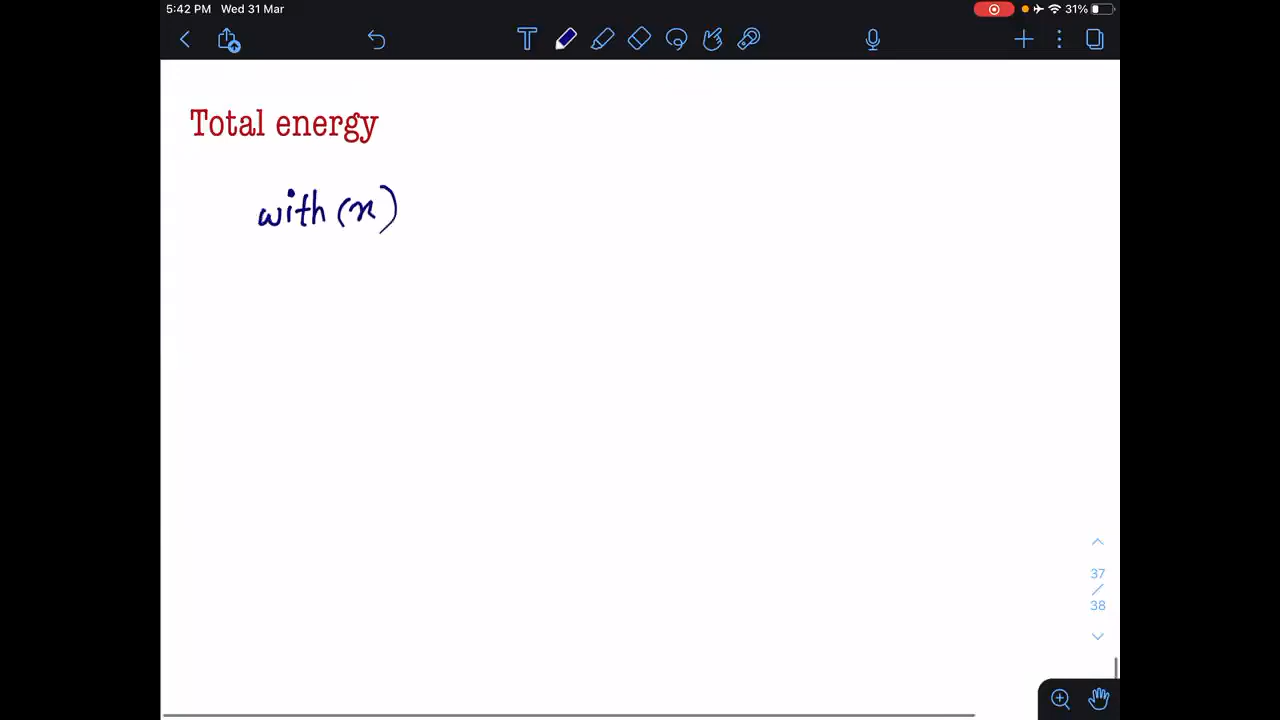 5:42 PM Wed 31 Mar 31%
Total energy
with (x)
37
/
38